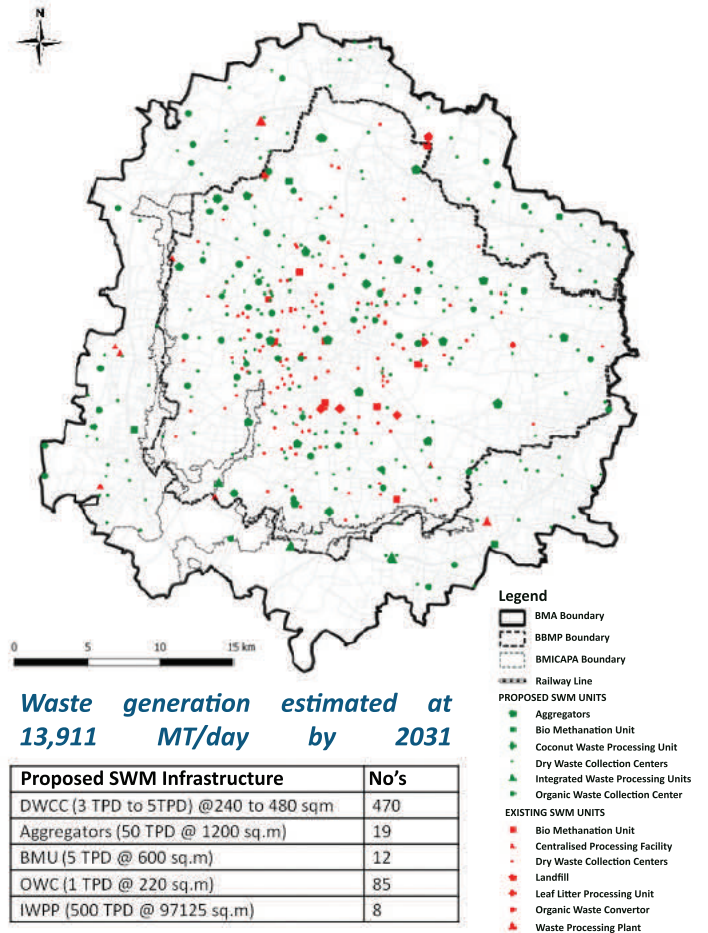 N
0 5 10 15 km
Waste generation estimated at
13,911 MT/day by 2031
Proposed SWM Infrastructure No's
DWCC (3 TPD to 5TPD) @240 to 480 sqm 470
Aggregators (50 TPD @ 1200 sq.m) 19
BMU (5 TPD @ 600 sq.m) 12
OWC (1 TPD @ 220 sq.m) 85
IWPP (500 TPD @ 97125 sq.m) 8
Legend
BMA Boundary
BBMP Boundary
BMICAPA Boundary
Railway Line
PROPOSED SWM UNITS
Aggregators
Bio Methanation Unit
Coconut Waste Processing Unit
Dry Waste Collection Centers
Integrated Waste Processing Units
Organic Waste Collection Center
EXISTING SWM UNITS
Bio Methanation Unit
Centralised Processing Facility
Dry Waste Collection Centers
Landfill
Leaf Litter Processing Unit
Organic Waste Convertor
Waste Processing Plant